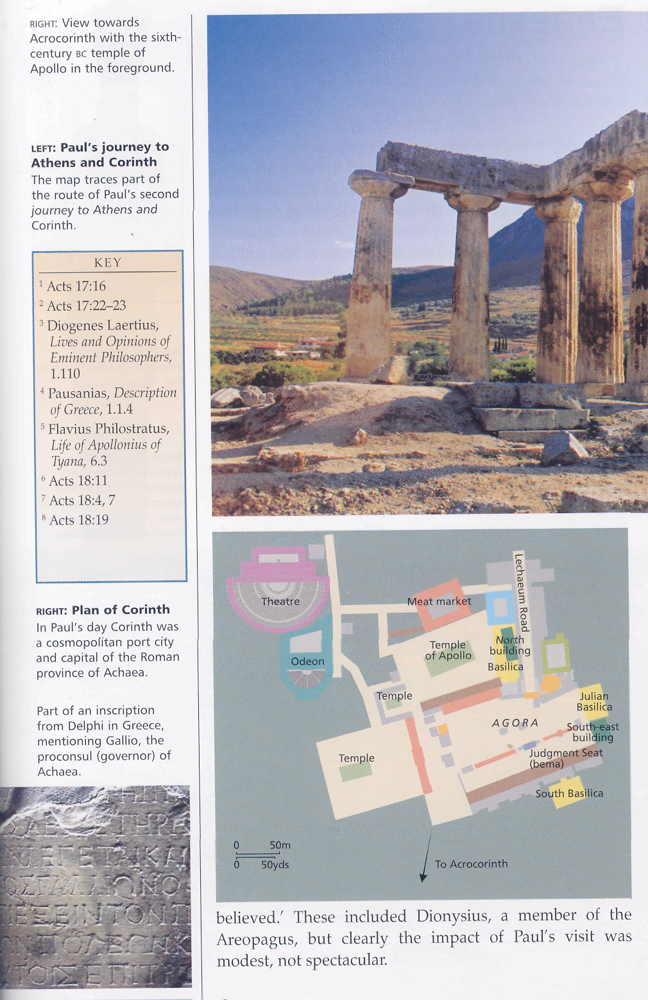 RIGHT: View towards
Acrocorinth with the sixth-
century BC temple of
Apollo in the foreground.
LEFT: Paul's journey to
Athens and Corinth
The map traces part of
the route of Paul's second
journey to Athens and
Corinth.
KEY
1 Acts 17:16
2 Acts 17:22–23
3 Diogenes Laertius,
Lives and Opinions of
Eminent Philosophers,
1.110
4 Pausanias, Description
of Greece, 1.1.4
5 Flavius Philostratus,
Life of Apollonius of
Tyana, 6.3
6 Acts 18:11
7 Acts 18:4, 7
8 Acts 18:19
RIGHT: Plan of Corinth
In Paul's day Corinth was
a cosmopolitan port city
and capital of the Roman
province of Achaea.
Part of an inscription
from Delphi in Greece,
mentioning Gallio, the
proconsul (governor) of
Achaea.
ΤΗΡ
ΕΓΕΤΑΙΚΑΙ
ΟΣΓΑΛΛΙΩΝΟ
ΕΙΝΤΟΝΤ
ΤΟΙΣΕΠΙΤΡ
Theatre
Meat market
Lechaeum Road
Odeon
Temple
of Apollo
North
building
Basilica
Temple
Julian
Basilica
AGORA
South-east
building
Temple
Judgment Seat
(bema)
South Basilica
0 50m
0 50yds
To Acrocorinth
believed.' These included Dionysius, a member of the
Areopagus, but clearly the impact of Paul's visit was
modest, not spectacular.